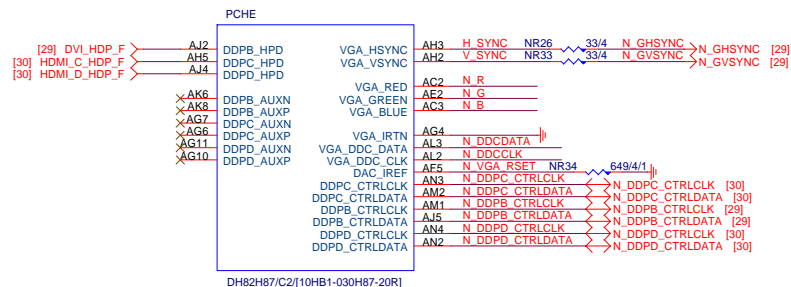 PCHE
[29] DVI_HDP_F AJ2 DDPB_HPD VGA_HSYNC AH3 H_SYNC NR26 33/4 N_GHSYNC N_GHSYNC [29]
[30] HDMI_C_HDP_F AH5 DDPC_HPD VGA_VSYNC AH2 V_SYNC NR33 33/4 N_GVSYNC N_GVSYNC [29]
[30] HDMI_D_HDP_F AJ4 DDPD_HPD
VGA_RED AC2 N_R
AK6 DDPB_AUXN VGA_GREEN AE2 N_G
AK8 DDPB_AUXP VGA_BLUE AC3 N_B
AG7 DDPC_AUXN
AG6 DDPC_AUXP VGA_IRTN AG4
AG11 DDPD_AUXN VGA_DDC_DATA AL3 N_DDCDATA
AG10 DDPD_AUXP VGA_DDC_CLK AL2 N_DDCCLK
DAC_IREF AF5 N_VGA_RSET NR34 649/4/1
DDPC_CTRLCLK AN3 N_DDPC_CTRLCLK N_DDPC_CTRLCLK [30]
DDPC_CTRLDATA AM2 N_DDPC_CTRLDATA N_DDPC_CTRLDATA [30]
DDPB_CTRLCLK AM1 N_DDPB_CTRLCLK N_DDPB_CTRLCLK [29]
DDPB_CTRLDATA AJ5 N_DDPB_CTRLDATA N_DDPB_CTRLDATA [29]
DDPD_CTRLCLK AN4 N_DDPD_CTRLCLK N_DDPD_CTRLCLK [30]
DDPD_CTRLDATA AN2 N_DDPD_CTRLDATA N_DDPD_CTRLDATA [30]
DH82H87/C2/[10HB1-030H87-20R]